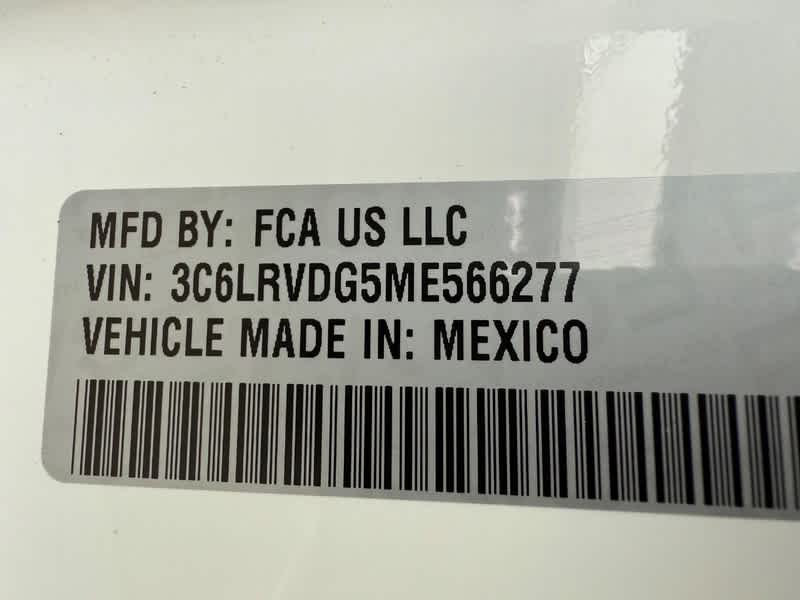 MFD BY: FCA US LLC
VIN: 3C6LRVDG5ME566277
VEHICLE MADE IN: MEXICO